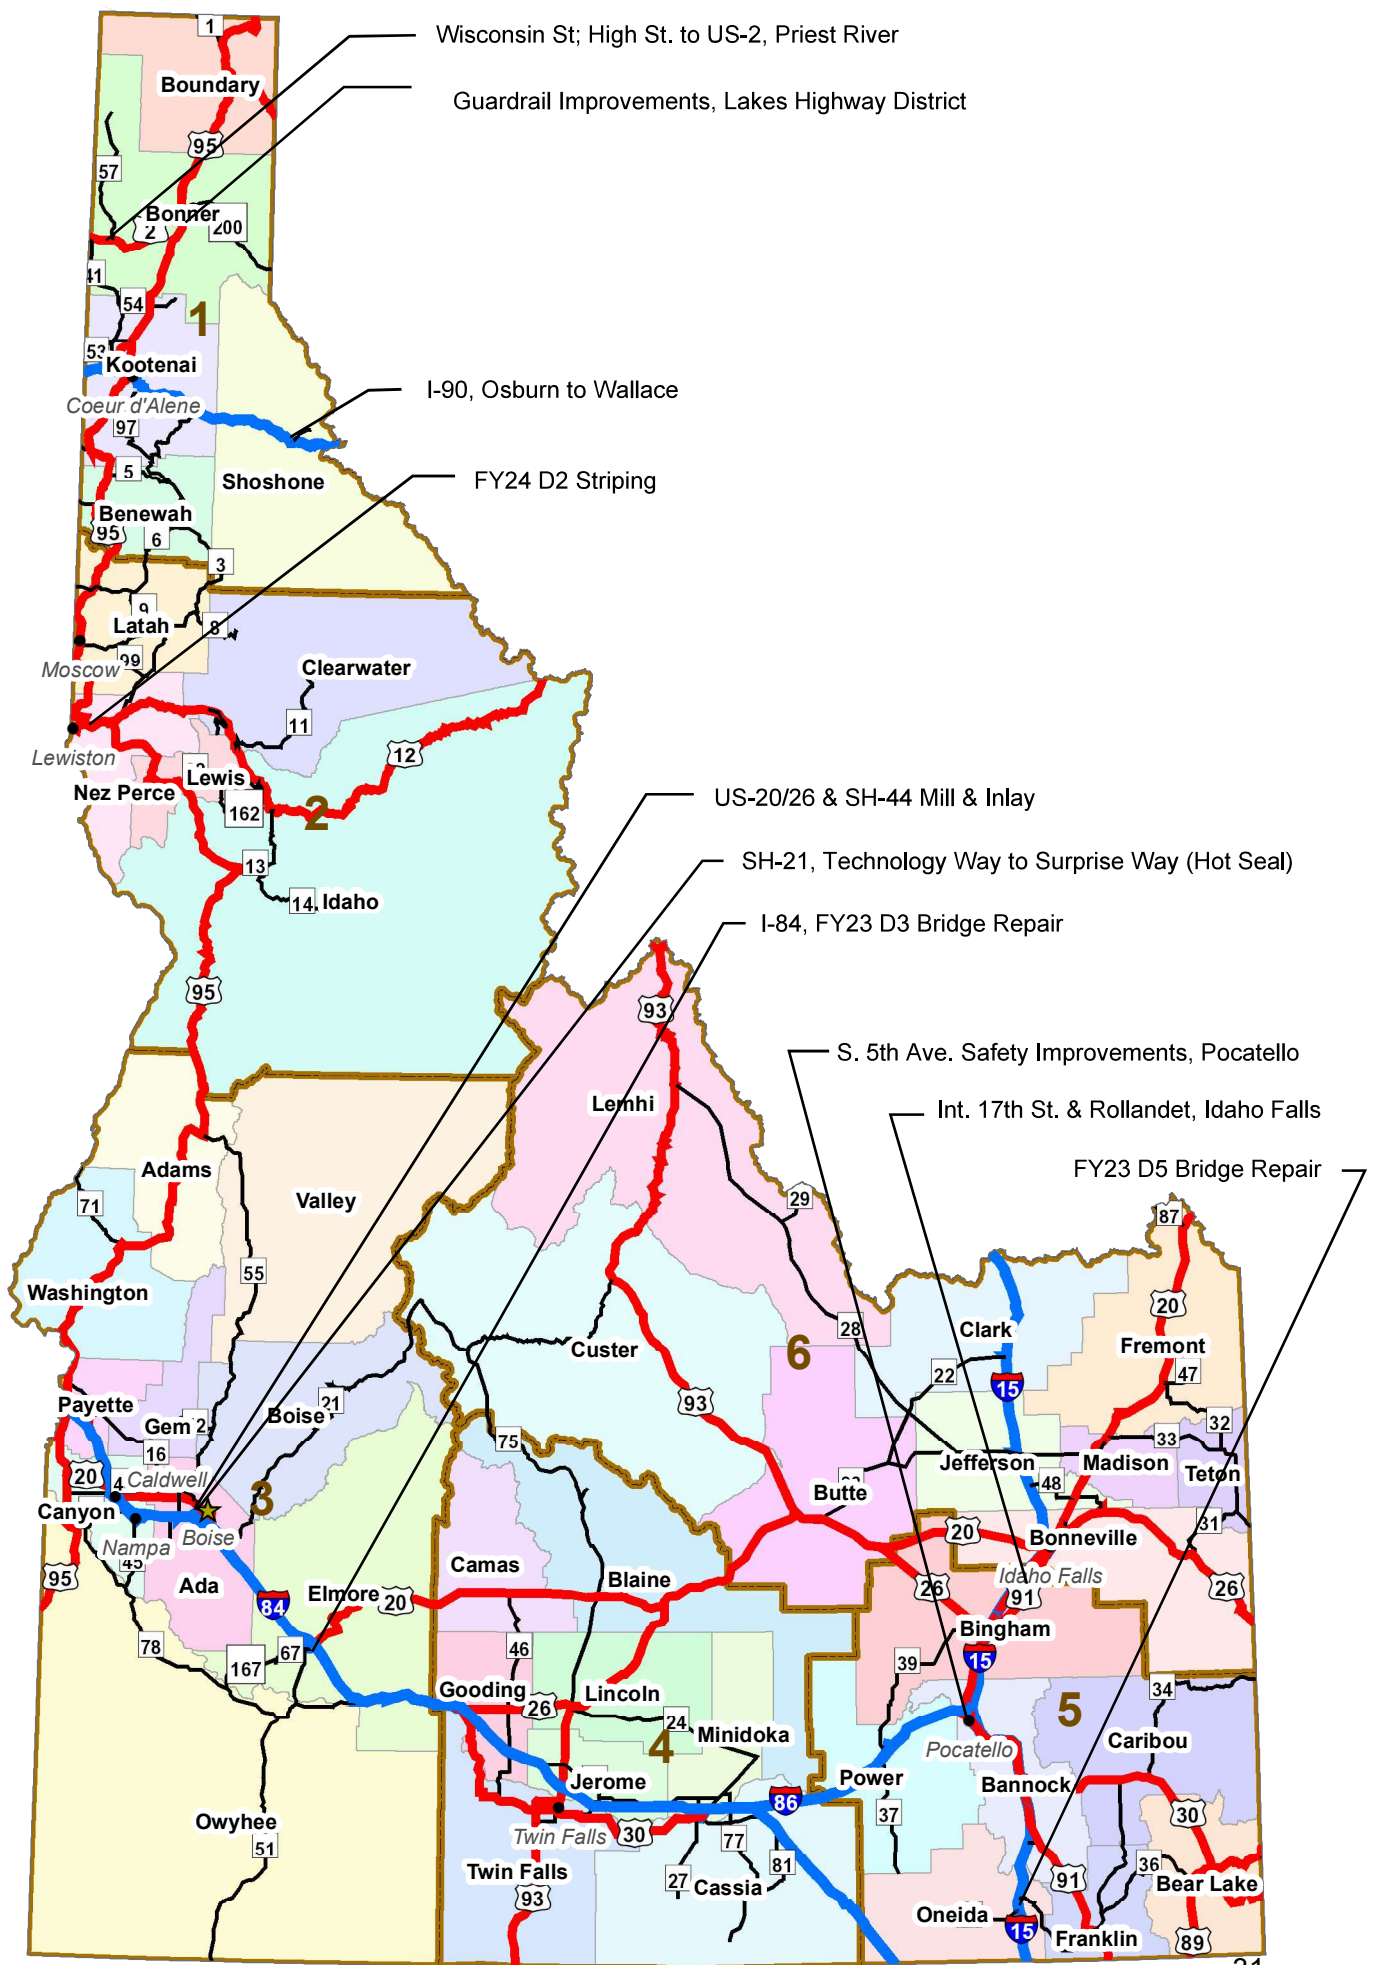 1
Wisconsin St; High St. to US-2, Priest River
Boundary
Guardrail Improvements, Lakes Highway District
95
57
Bonner
2
200
41
54
1
53
Kootenai
I-90, Osburn to Wallace
Coeur d'Alene
97
5
Shoshone
FY24 D2 Striping
Benewah
95
6
3
9
Latah
8
99
Moscow
Clearwater
11
12
Lewiston
Lewis
Nez Perce
162
2
US-20/26 & SH-44 Mill & Inlay
13
SH-21, Technology Way to Surprise Way (Hot Seal)
14
Idaho
I-84, FY23 D3 Bridge Repair
95
93
S. 5th Ave. Safety Improvements, Pocatello
Lemhi
Int. 17th St. & Rollandet, Idaho Falls
Adams
FY23 D5 Bridge Repair
71
Valley
29
87
55
Washington
20
28
Clark
Custer
6
Fremont
22
47
15
93
Payette
21
Boise
Gem
32
75
16
33
20
Caldwell
Jefferson
Madison
Teton
4
48
3
Butte
Canyon
31
Nampa
Boise
20
Bonneville
45
Camas
Blaine
Idaho Falls
95
Ada
Elmore
20
26
91
26
84
Bingham
78
46
67
39
15
167
34
Gooding
Lincoln
26
5
24
Minidoka
4
Caribou
Pocatello
Jerome
Power
Bannock
86
30
Owyhee
37
Twin Falls
30
77
51
36
81
Twin Falls
27
Cassia
91
Bear Lake
93
Oneida
15
Franklin
89